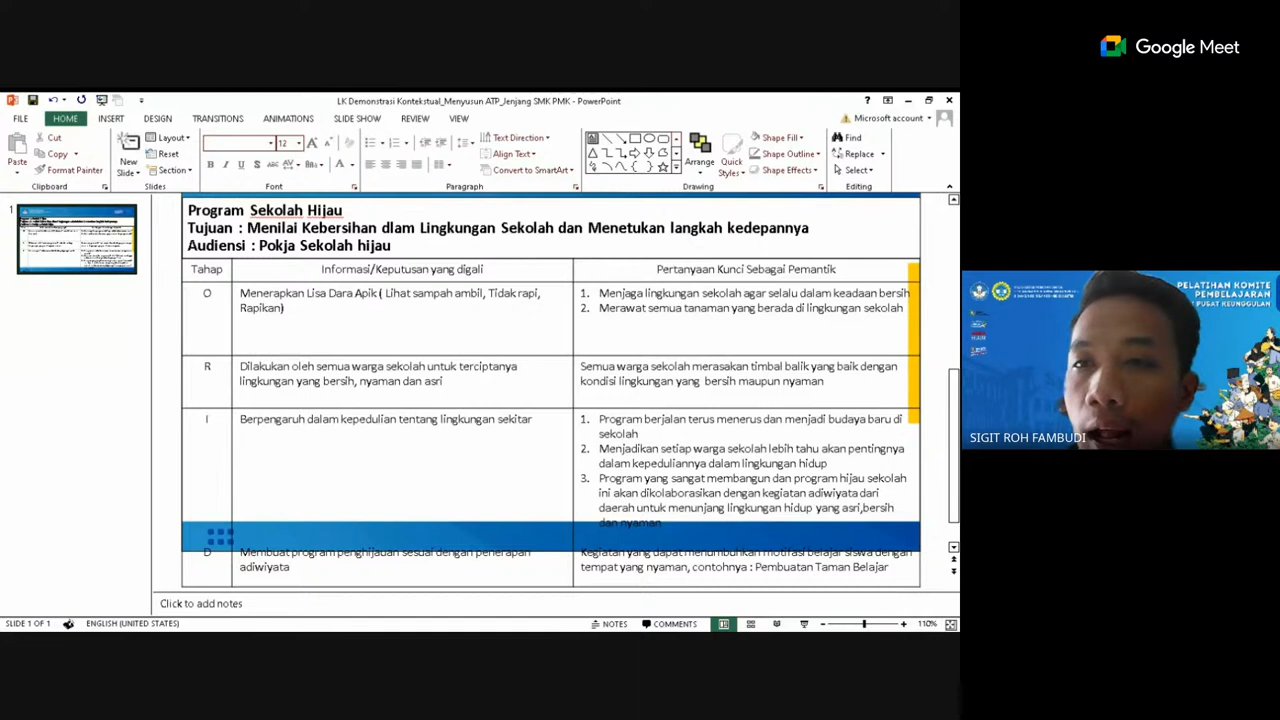 Google Meet
LK Demonstrasi Kontekstual_Menyusun ATP_Jenjang SMK PMK - PowerPoint
FILE HOME INSERT DESIGN TRANSITIONS ANIMATIONS SLIDE SHOW REVIEW VIEW Microsoft account
Paste
Cut
Copy
Format Painter
Clipboard
New
Slide
Layout
Reset
Section
Slides
12
Font
Text Direction
Align Text
Convert to SmartArt
Paragraph
Arrange
Quick
Styles
Shape Fill
Shape Outline
Shape Effects
Drawing
Find
Replace
Select
Editing
1
Program Sekolah Hijau
Tujuan : Menilai Kebersihan dlam Lingkungan Sekolah dan Menetukan langkah kedepannya
Audiensi : Pokja Sekolah hijau
Tahap Informasi/Keputusan yang digali Pertanyaan Kunci Sebagai Pemantik
O
Menerapkan Lisa Dara Apik ( Lihat sampah ambil, Tidak rapi,
Rapikan)
1. Menjaga lingkungan sekolah agar selalu dalam keadaan bersih
2. Merawat semua tanaman yang berada di lingkungan sekolah
R
Dilakukan oleh semua warga sekolah untuk terciptanya
lingkungan yang bersih, nyaman dan asri
Semua warga sekolah merasakan timbal balik yang baik dengan
kondisi lingkungan yang bersih maupun nyaman
I
Berpengaruh dalam kepedulian tentang lingkungan sekitar
1. Program berjalan terus menerus dan menjadi budaya baru di
sekolah
2. Menjadikan setiap warga sekolah lebih tahu akan pentingnya
dalam kepeduliannya dalam lingkungan hidup
3. Program yang sangat membangun dan program hijau sekolah
ini akan dikolaborasikan dengan kegiatan adiwiyata dari
daerah untuk menunjang lingkungan hidup yang asri,bersih
dan nyaman
D
Membuat program penghijauan sesuai dengan penerapan
adiwiyata
Kegiatan yang dapat menumbuhkan motifasi belajar siswa dengan
tempat yang nyaman, contohnya : Pembuatan Taman Belajar
Click to add notes
SLIDE 1 OF 1 ENGLISH (UNITED STATES) NOTES COMMENTS 110%
PELATIHAN KOMITE
PEMBELAJARAN
PUSAT KEUNGGULAN
SIGIT ROH FAMBUDI